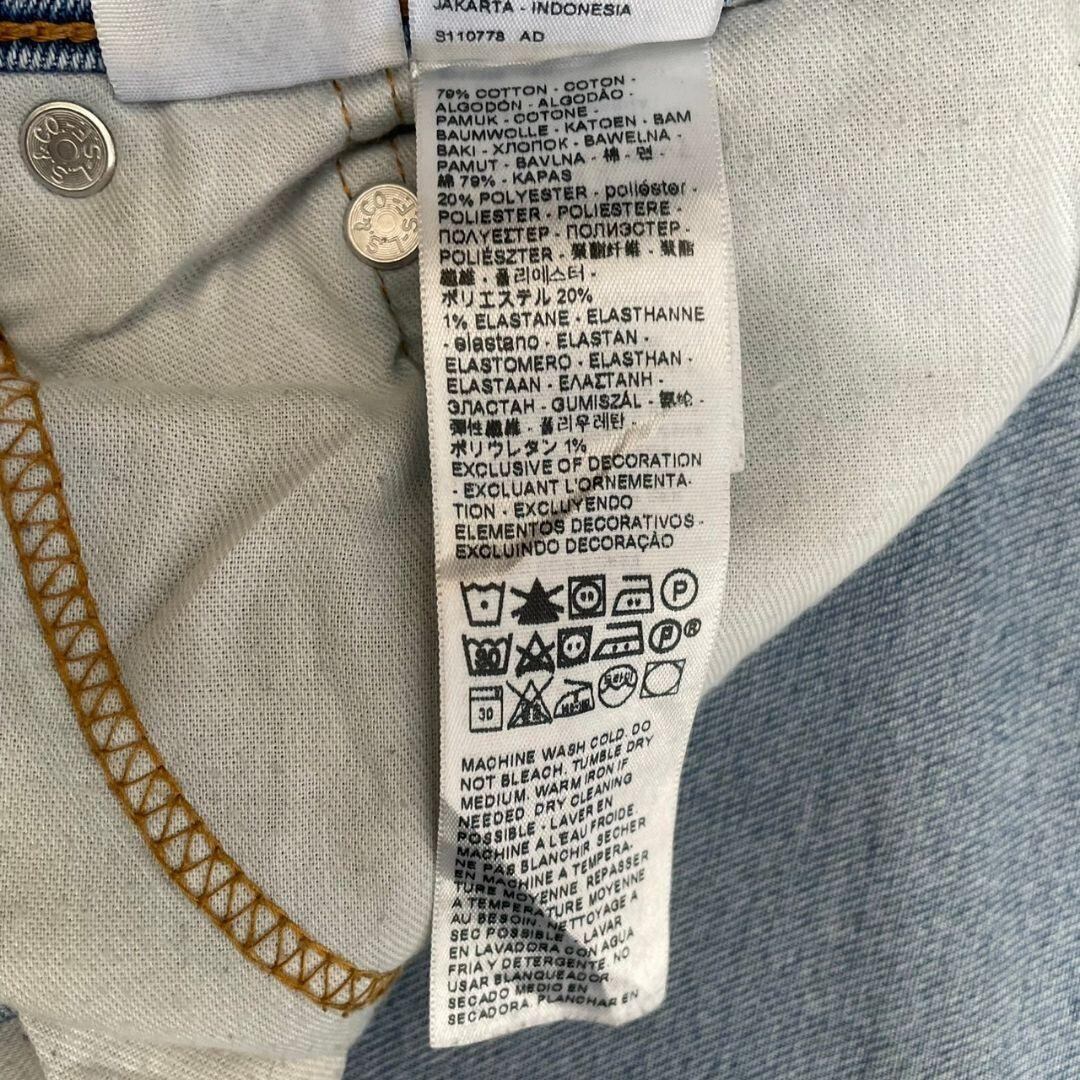 JAKARTA - INDONESIA
S110778 AD
79% COTTON - COTON -
ALGODÓN - ALGODÃO -
PAMUK - COTONE -
BAUMWOLLE - KATOEN - BAM
BAKI - ХЛОПОК - BAWEŁNA -
PAMUT - BAVLNA - 棉 - 면 -
綿 79% - KAPAS
20% POLYESTER - poliéster -
POLIESTER - POLIESTERE -
ΠΟΛΥΕΣΤΕΡ - ПОЛИЭСТЕР -
POLIÉSZTER - 聚酯纤维 - 聚酯
纖維 - 폴리에스터 -
ポリエステル 20%
1% ELASTANE - ELASTHANNE
- elastano - ELASTAN -
ELASTOMERO - ELASTHAN -
ELASTAAN - ΕΛΑΣΤΑΝΗ -
ЭЛАСТАН - GUMISZÁL - 氨纶 -
彈性纖維 - 폴리우레탄 -
ポリウレタン 1%
EXCLUSIVE OF DECORATION
- EXCLUANT L'ORNEMENTA-
TION - EXCLUYENDO
ELEMENTOS DECORATIVOS -
EXCLUINDO DECORAÇÃO
P
P®
30
드라이
MACHINE WASH COLD. DO
NOT BLEACH. TUMBLE DRY
MEDIUM. WARM IRON IF
NEEDED. DRY CLEANING
POSSIBLE - LAVER EN
MACHINE A L'EAU FROIDE.
NE PAS BLANCHIR SECHER
EN MACHINE A TEMPERA-
TURE MOYENNE. REPASSER
A TEMPERATURE MOYENNE
AU BESOIN. NETTOYAGE A
SEC POSSIBLE - LAVAR
EN LAVADORA CON AGUA
FRIA Y DETERGENTE. NO
USAR BLANQUEADOR.
SECADO MEDIO EN
SECADORA. PLANCHAR EN
L.S.&CO.-S.F.
L.S.&CO.-S.F.